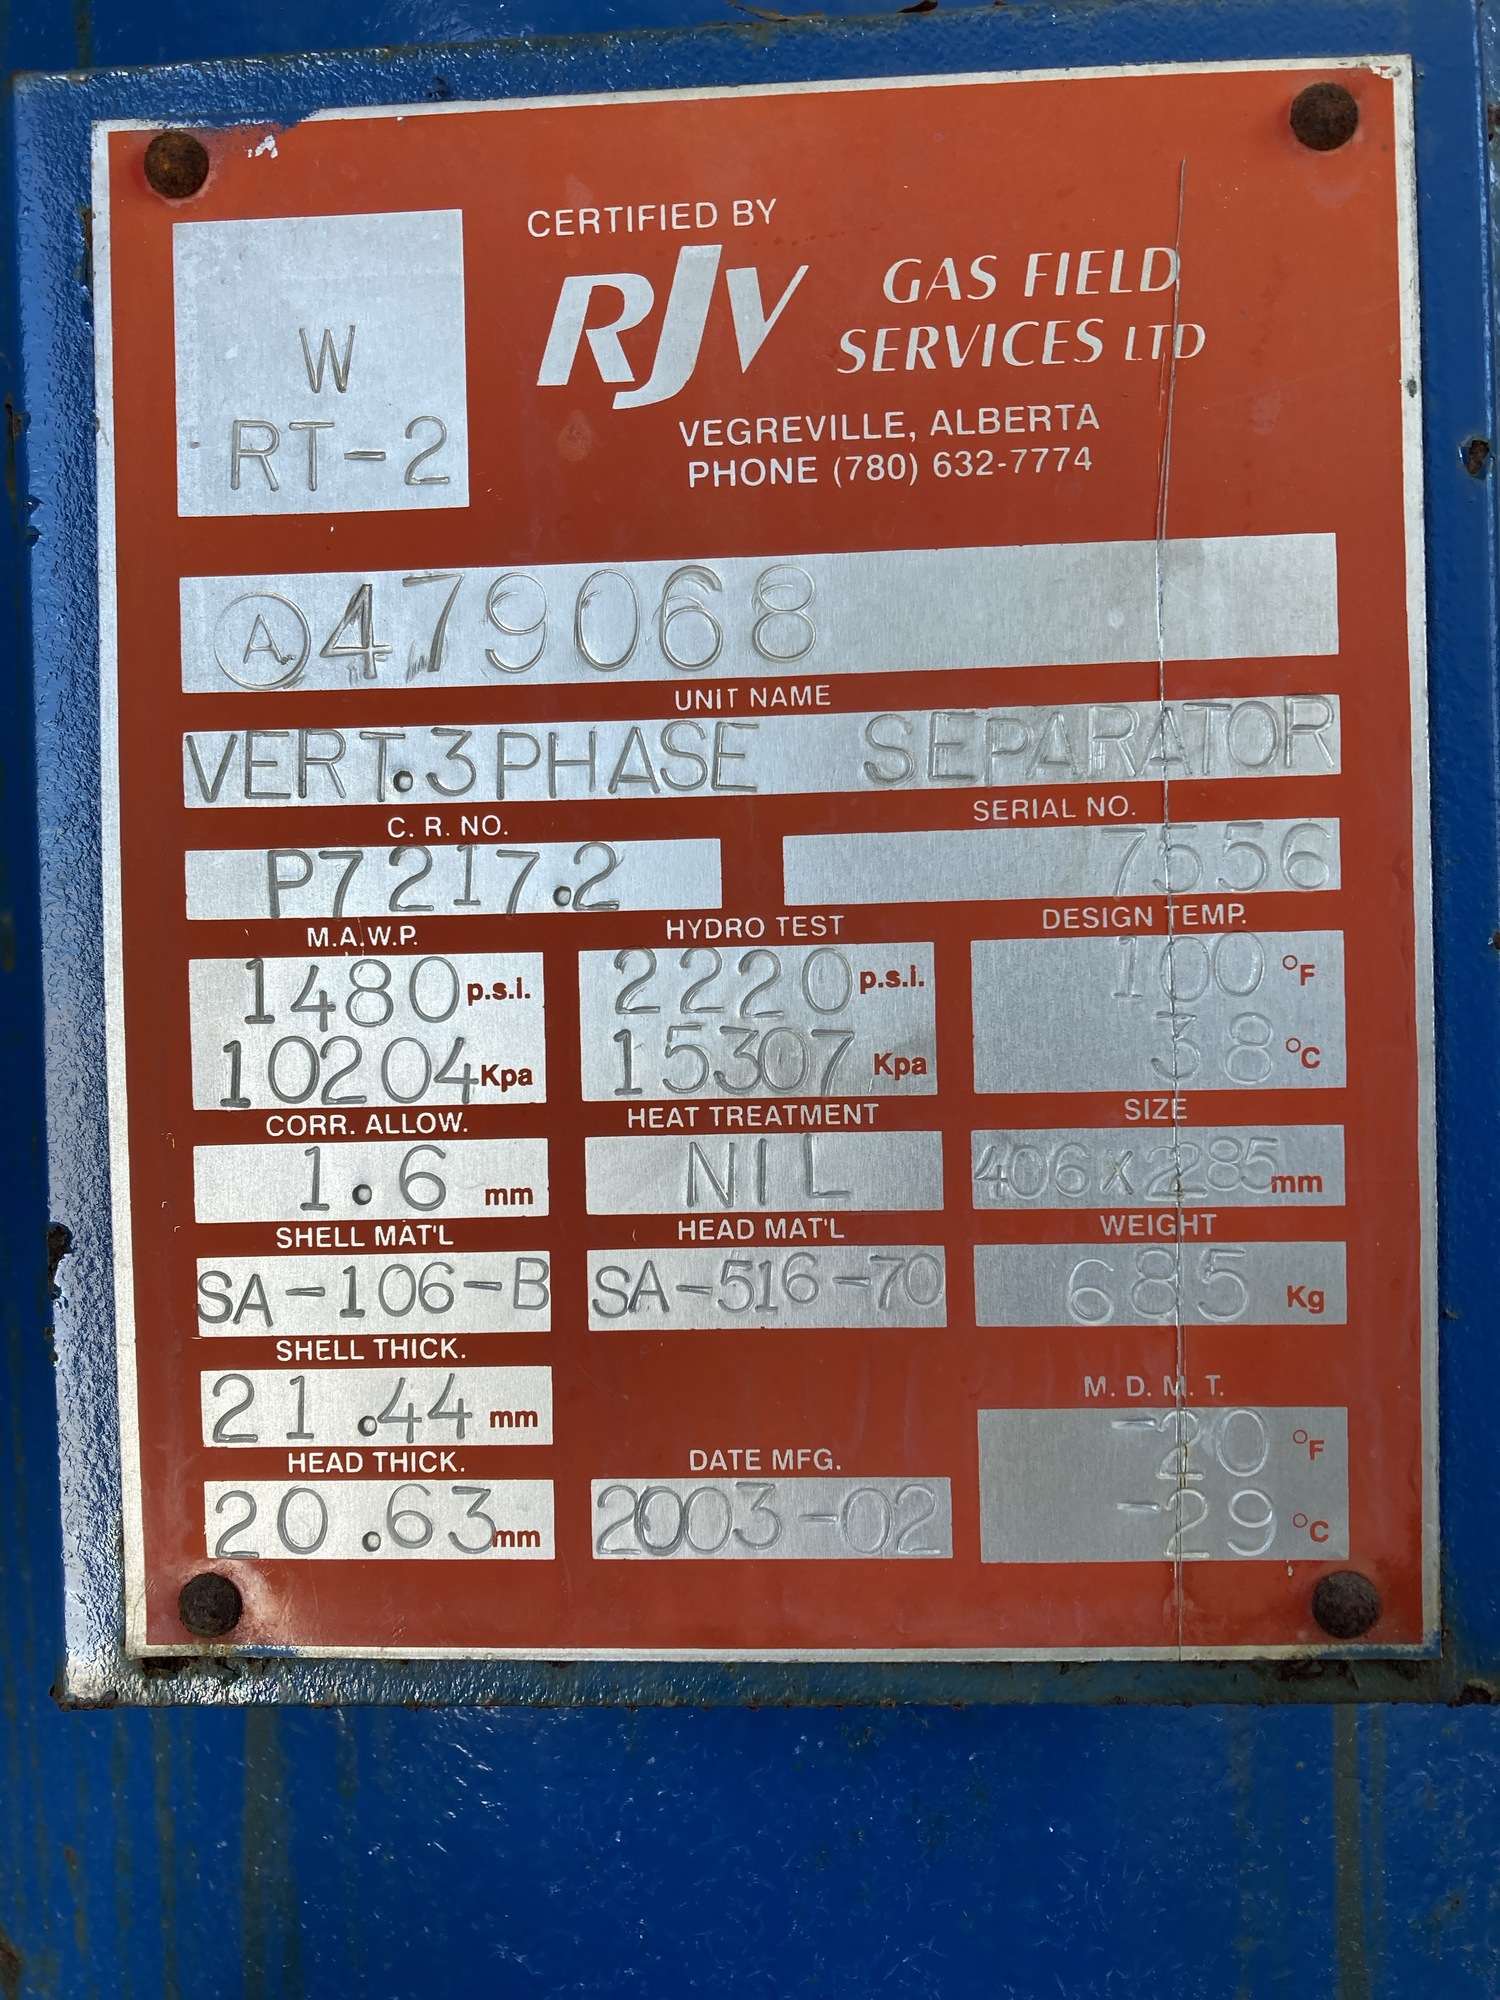 CERTIFIED BY
RJV GAS FIELD
SERVICES LTD
VEGREVILLE, ALBERTA
PHONE (780) 632-7774
W
RT-2
A 479068
UNIT NAME
VERT.3PHASE SEPARATOR
C. R. NO.
P7217.2
SERIAL NO.
7556
M.A.W.P.
1480 p.s.i.
10204 Kpa
HYDRO TEST
2220 p.s.i.
15307 Kpa
DESIGN TEMP.
100 °F
38 °C
CORR. ALLOW.
1.6 mm
HEAT TREATMENT
NIL
SIZE
406 x 2285 mm
SHELL MAT'L
SA-106-B
HEAD MAT'L
SA-516-70
WEIGHT
685 Kg
SHELL THICK.
21.44 mm
M. D. M. T.
-20 °F
-29 °C
HEAD THICK.
20.63 mm
DATE MFG.
2003-02